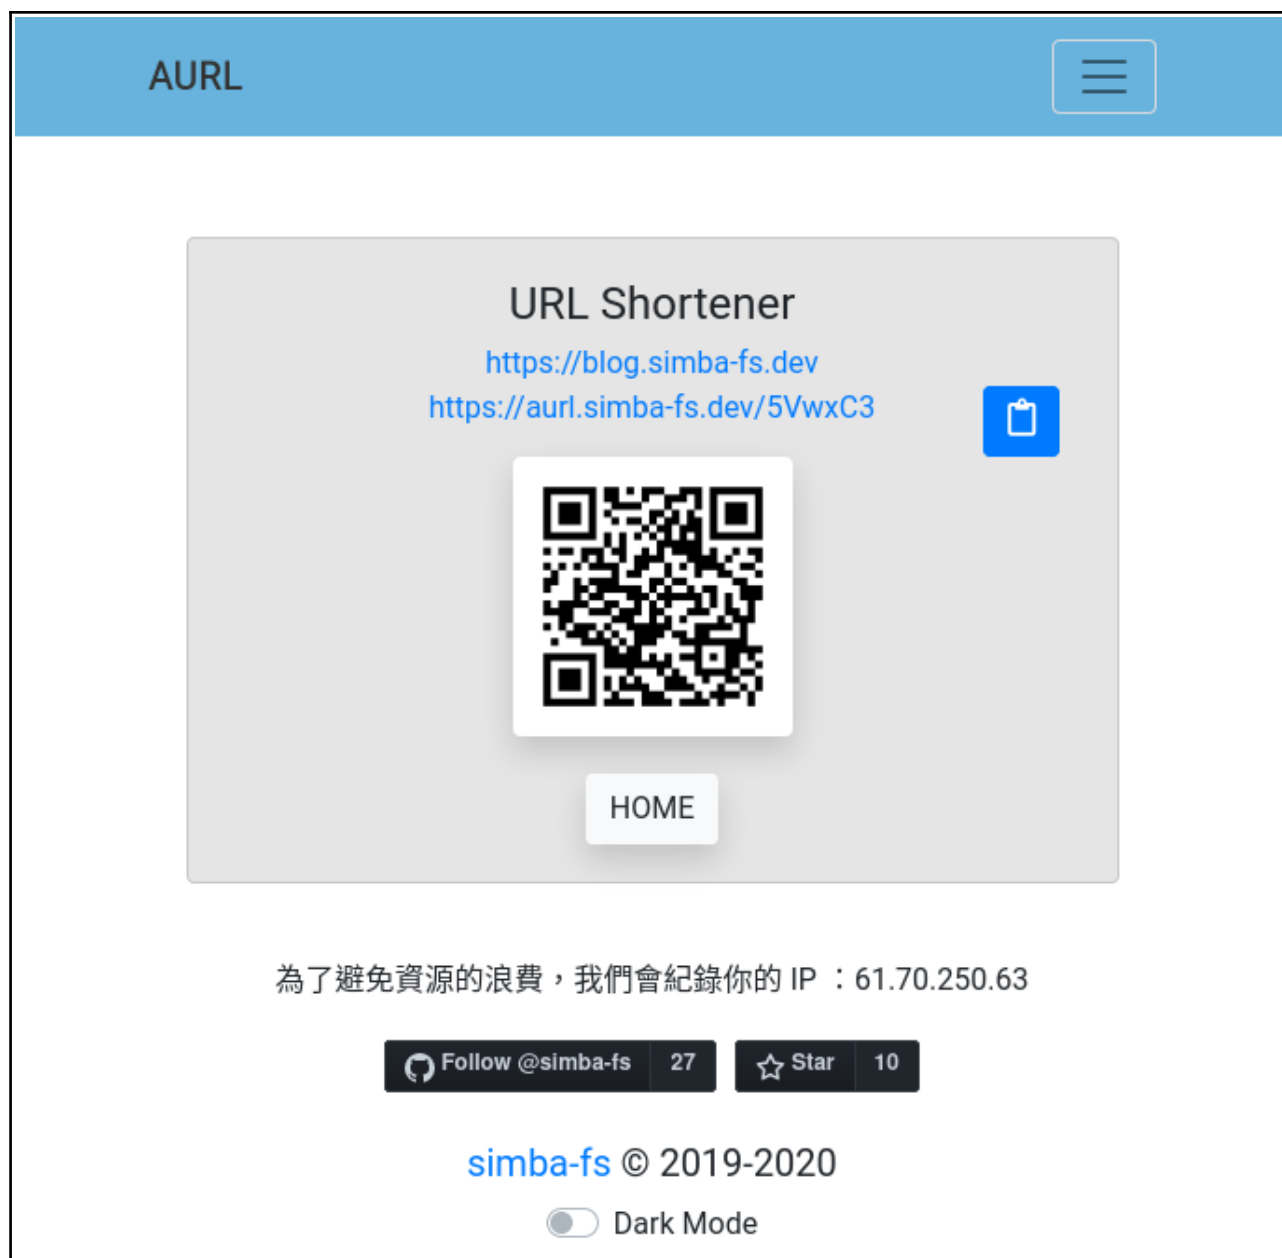 AURL
URL Shortener
https://blog.simba-fs.dev
https://aurl.simba-fs.dev/5VwxC3
HOME
為了避免資源的浪費，我們會紀錄你的 IP ：61.70.250.63
Follow @simba-fs 27 Star 10
simba-fs © 2019-2020
Dark Mode